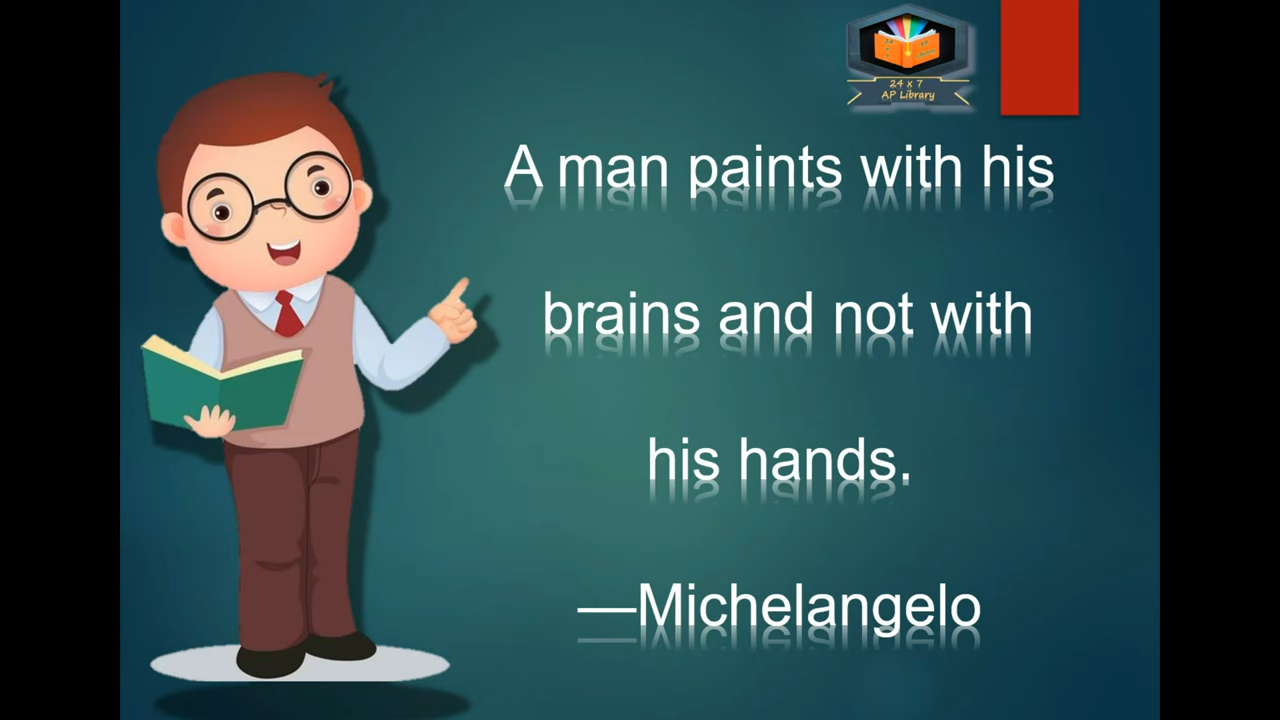 24 x 7
AP Library
A man paints with his
brains and not with
his hands.
—Michelangelo